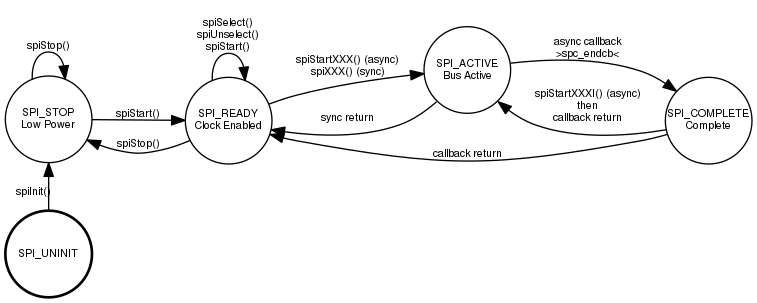 spiStop()
SPI_STOP
Low Power
spiStart()
spiStop()
spiInit()
SPI_UNINIT
spiSelect()
spiUnselect()
spiStart()
SPI_READY
Clock Enabled
spiStartXXX() (async)
spiXXX() (sync)
sync return
SPI_ACTIVE
Bus Active
async callback
>spc_endcb<
spiStartXXXI() (async)
then
callback return
callback return
SPI_COMPLETE
Complete